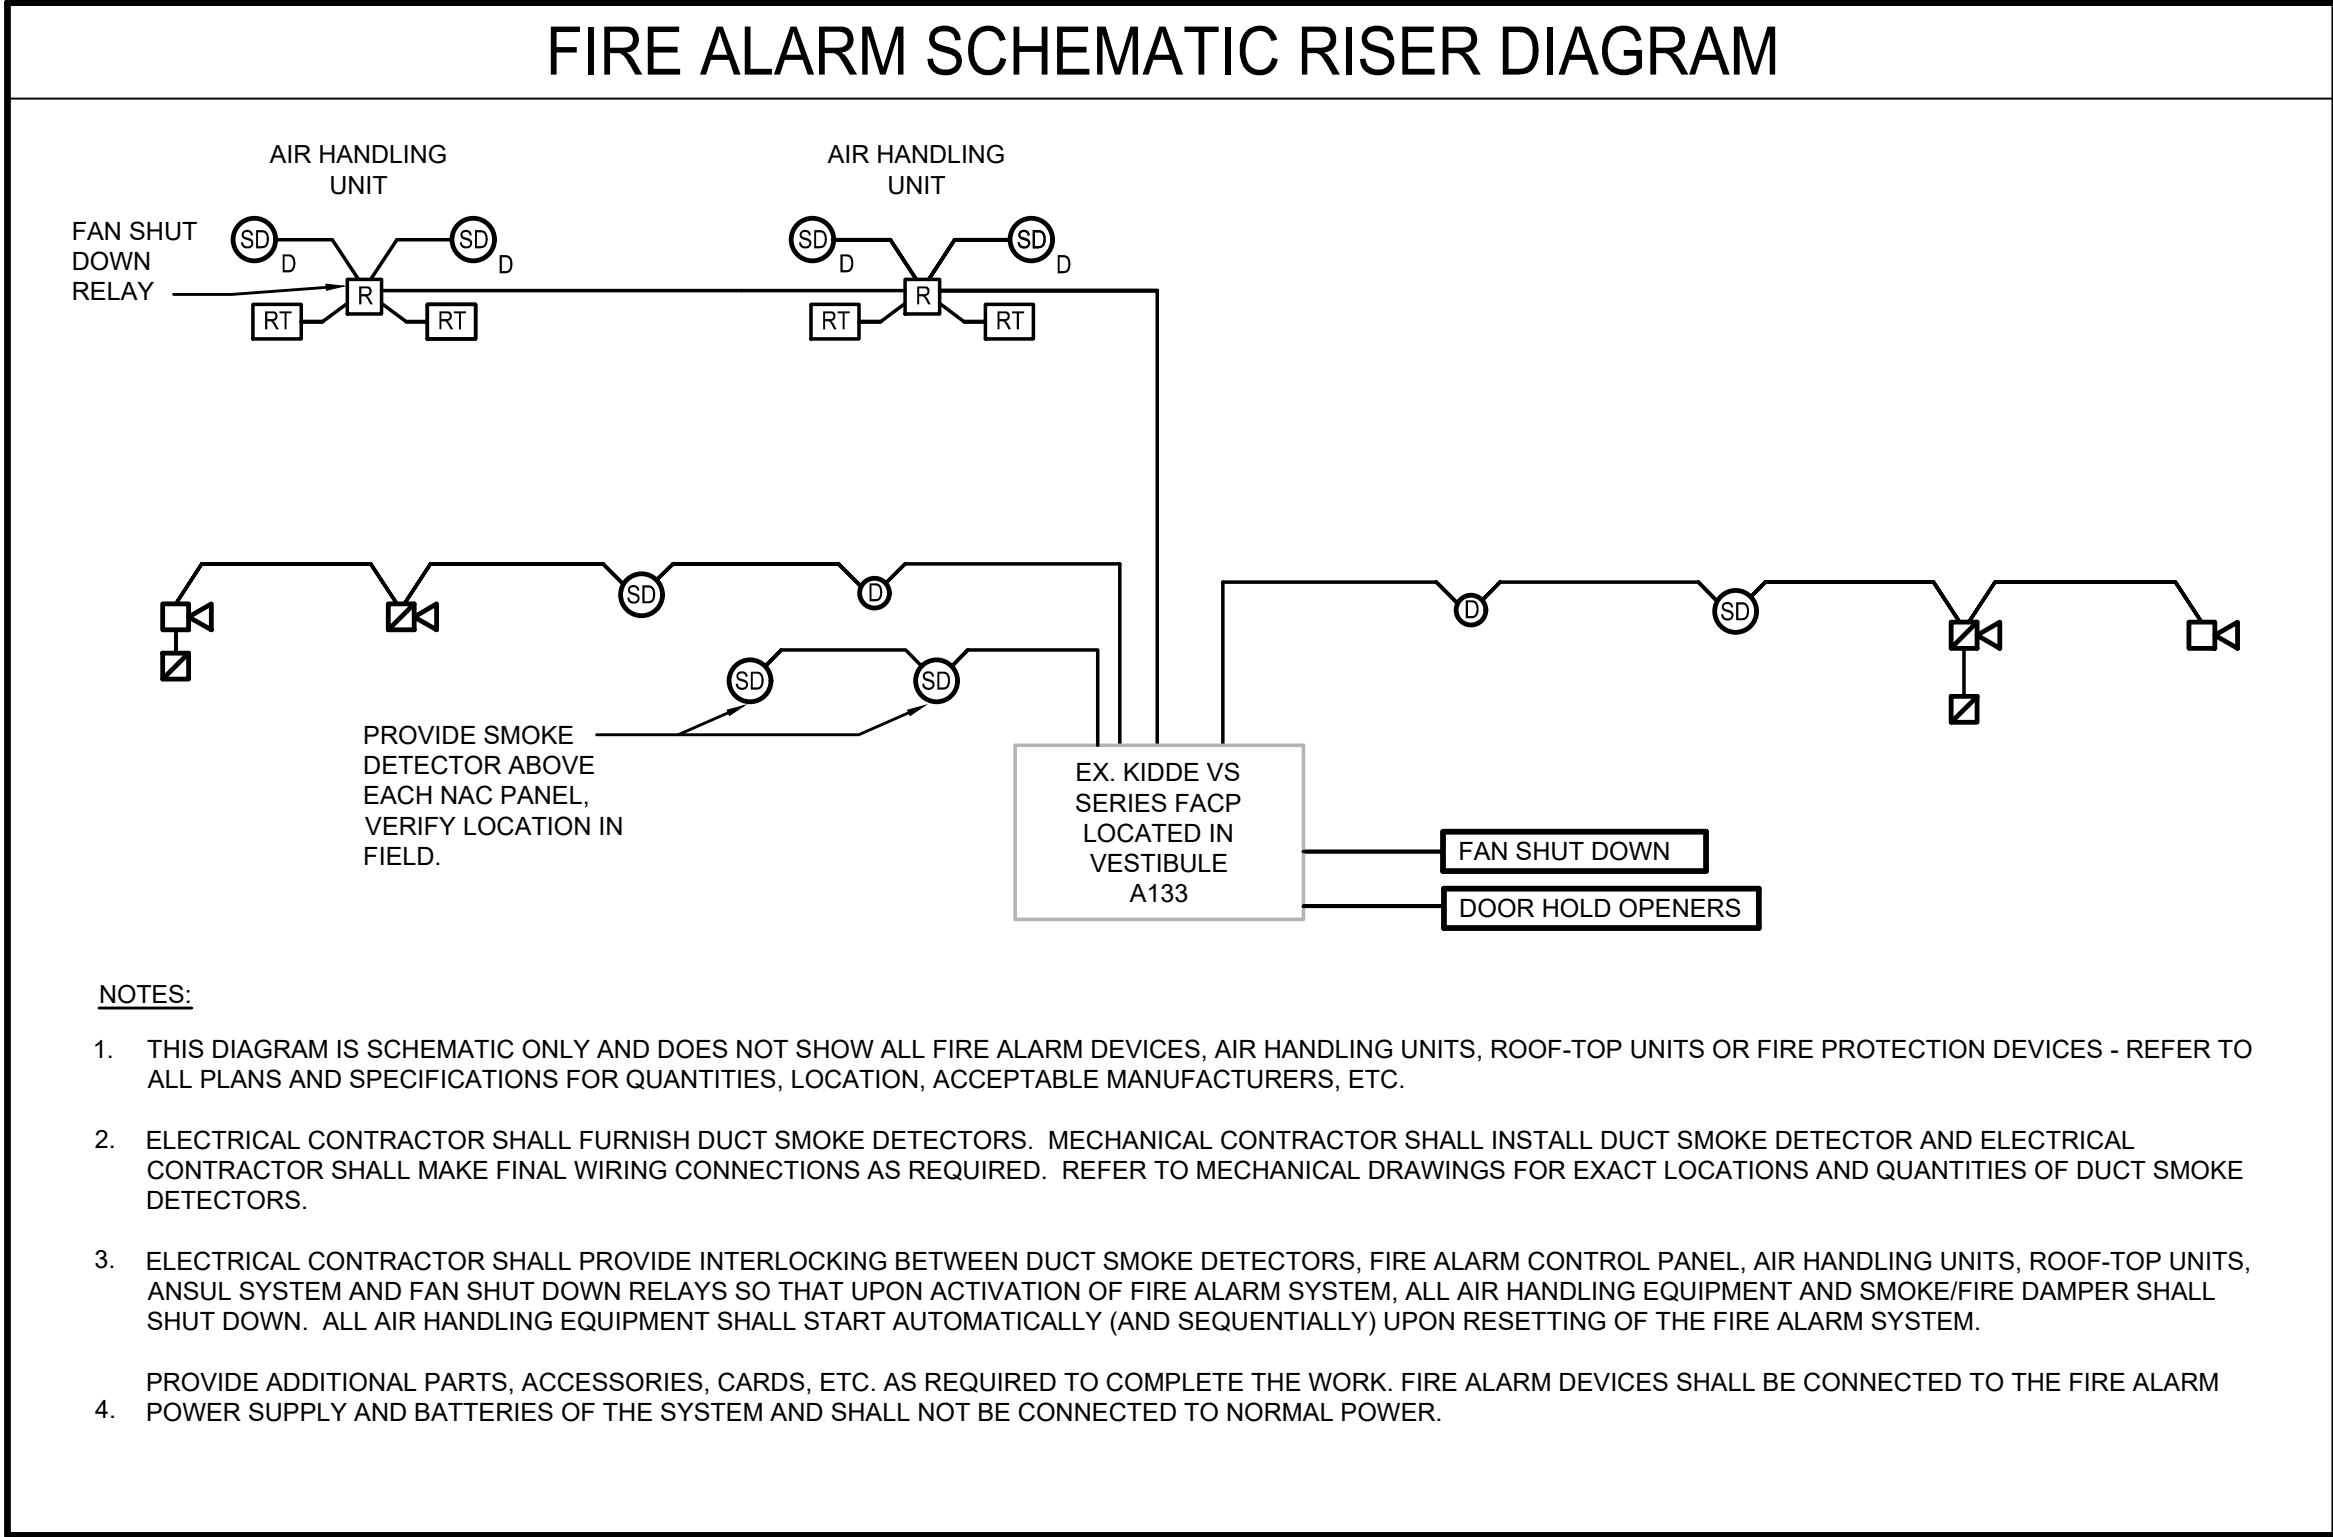 FIRE ALARM SCHEMATIC RISER DIAGRAM
AIR HANDLING
UNIT
AIR HANDLING
UNIT
FAN SHUT
DOWN
RELAY
SD
D
SD
D
SD
D
SD
D
R
R
RT
RT
RT
RT
SD
D
D
SD
SD
SD
PROVIDE SMOKE
DETECTOR ABOVE
EACH NAC PANEL,
VERIFY LOCATION IN
FIELD.
EX. KIDDE VS
SERIES FACP
LOCATED IN
VESTIBULE
A133
FAN SHUT DOWN
DOOR HOLD OPENERS
NOTES:
1. THIS DIAGRAM IS SCHEMATIC ONLY AND DOES NOT SHOW ALL FIRE ALARM DEVICES, AIR HANDLING UNITS, ROOF-TOP UNITS OR FIRE PROTECTION DEVICES - REFER TO
ALL PLANS AND SPECIFICATIONS FOR QUANTITIES, LOCATION, ACCEPTABLE MANUFACTURERS, ETC.
2. ELECTRICAL CONTRACTOR SHALL FURNISH DUCT SMOKE DETECTORS. MECHANICAL CONTRACTOR SHALL INSTALL DUCT SMOKE DETECTOR AND ELECTRICAL
CONTRACTOR SHALL MAKE FINAL WIRING CONNECTIONS AS REQUIRED. REFER TO MECHANICAL DRAWINGS FOR EXACT LOCATIONS AND QUANTITIES OF DUCT SMOKE
DETECTORS.
3. ELECTRICAL CONTRACTOR SHALL PROVIDE INTERLOCKING BETWEEN DUCT SMOKE DETECTORS, FIRE ALARM CONTROL PANEL, AIR HANDLING UNITS, ROOF-TOP UNITS,
ANSUL SYSTEM AND FAN SHUT DOWN RELAYS SO THAT UPON ACTIVATION OF FIRE ALARM SYSTEM, ALL AIR HANDLING EQUIPMENT AND SMOKE/FIRE DAMPER SHALL
SHUT DOWN. ALL AIR HANDLING EQUIPMENT SHALL START AUTOMATICALLY (AND SEQUENTIALLY) UPON RESETTING OF THE FIRE ALARM SYSTEM.
PROVIDE ADDITIONAL PARTS, ACCESSORIES, CARDS, ETC. AS REQUIRED TO COMPLETE THE WORK. FIRE ALARM DEVICES SHALL BE CONNECTED TO THE FIRE ALARM
4. POWER SUPPLY AND BATTERIES OF THE SYSTEM AND SHALL NOT BE CONNECTED TO NORMAL POWER.